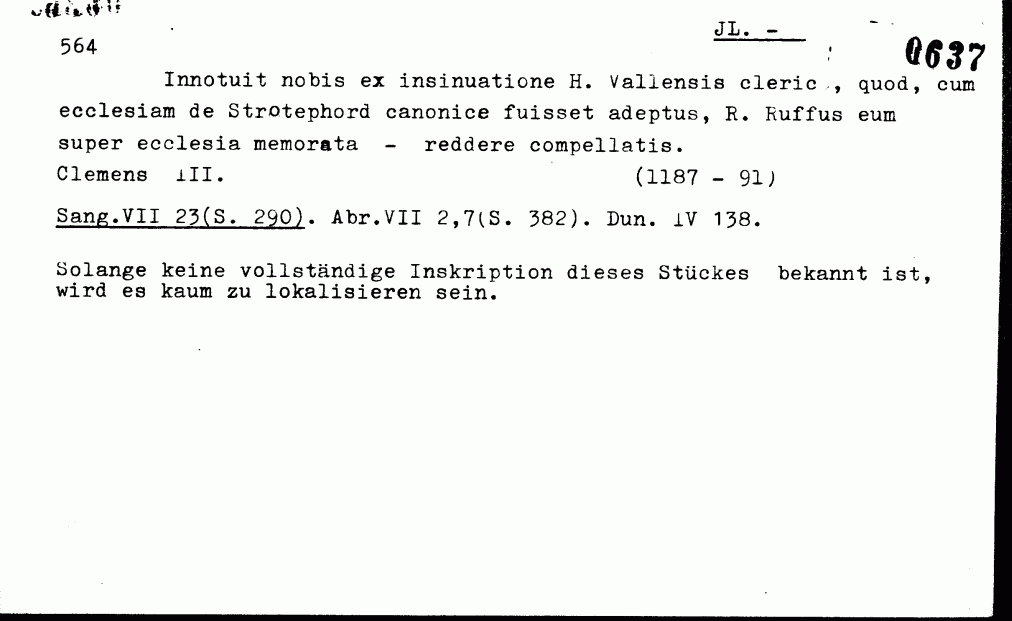 JL. -
564
0637
Innotuit nobis ex insinuatione H. Vallensis cleric , quod, cum
ecclesiam de Strotephord canonice fuisset adeptus, R. Ruffus eum
super ecclesia memorata - reddere compellatis.
Clemens III. (1187 - 91)
Sang.VII 23(S. 290). Abr.VII 2,7(S. 382). Dun. IV 138.
Solange keine vollständige Inskription dieses Stückes bekannt ist,
wird es kaum zu lokalisieren sein.